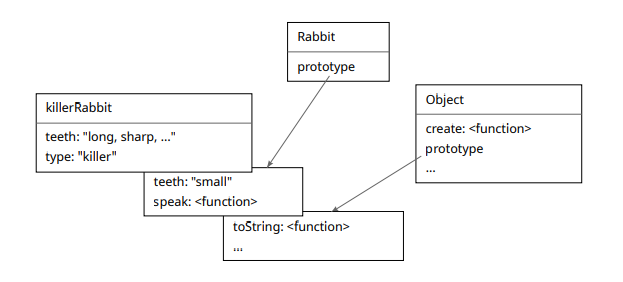 Rabbit
prototype
killerRabbit
teeth: "long, sharp, ..."
type: "killer"
Object
create: <function>
prototype
...
teeth: "small"
speak: <function>
toString: <function>
...